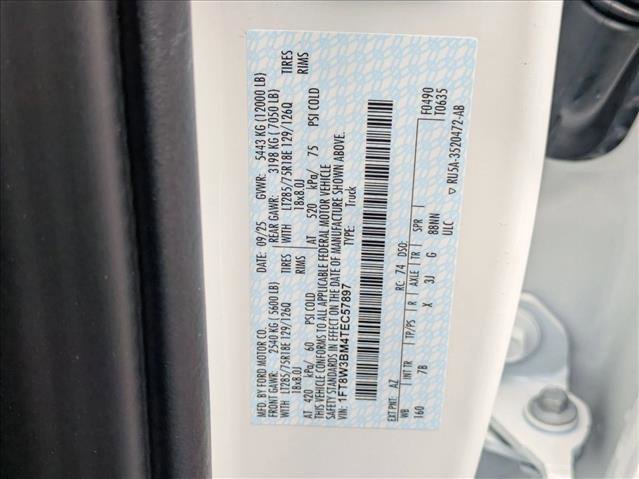 MFD. BY FORD MOTOR CO.
DATE: 09/25 GVWR: 5443 KG (12000 LB)
FRONT GAWR: 2540 KG (5600 LB) REAR GAWR: 3198 KG (7050 LB)
WITH LT285/75R18E 129/126Q TIRES WITH LT285/75R18E 129/126Q TIRES
18x8.0J RIMS 18x8.0J RIMS
AT 420 kPa/ 60 PSI COLD AT 520 kPa/ 75 PSI COLD
THIS VEHICLE CONFORMS TO ALL APPLICABLE FEDERAL MOTOR VEHICLE
SAFETY STANDARDS IN EFFECT ON THE DATE OF MANUFACTURE SHOWN ABOVE.
VIN: 1FT8W3BM4TEC57897 TYPE: Truck
F0490
T0635
EXT PNT: AZ RC: 74 DSO:
WB INT TR TP/PS R AXLE TR SPR
160 7B X 3J G 88NN
ULC
▽ RU5A-3520472-AB